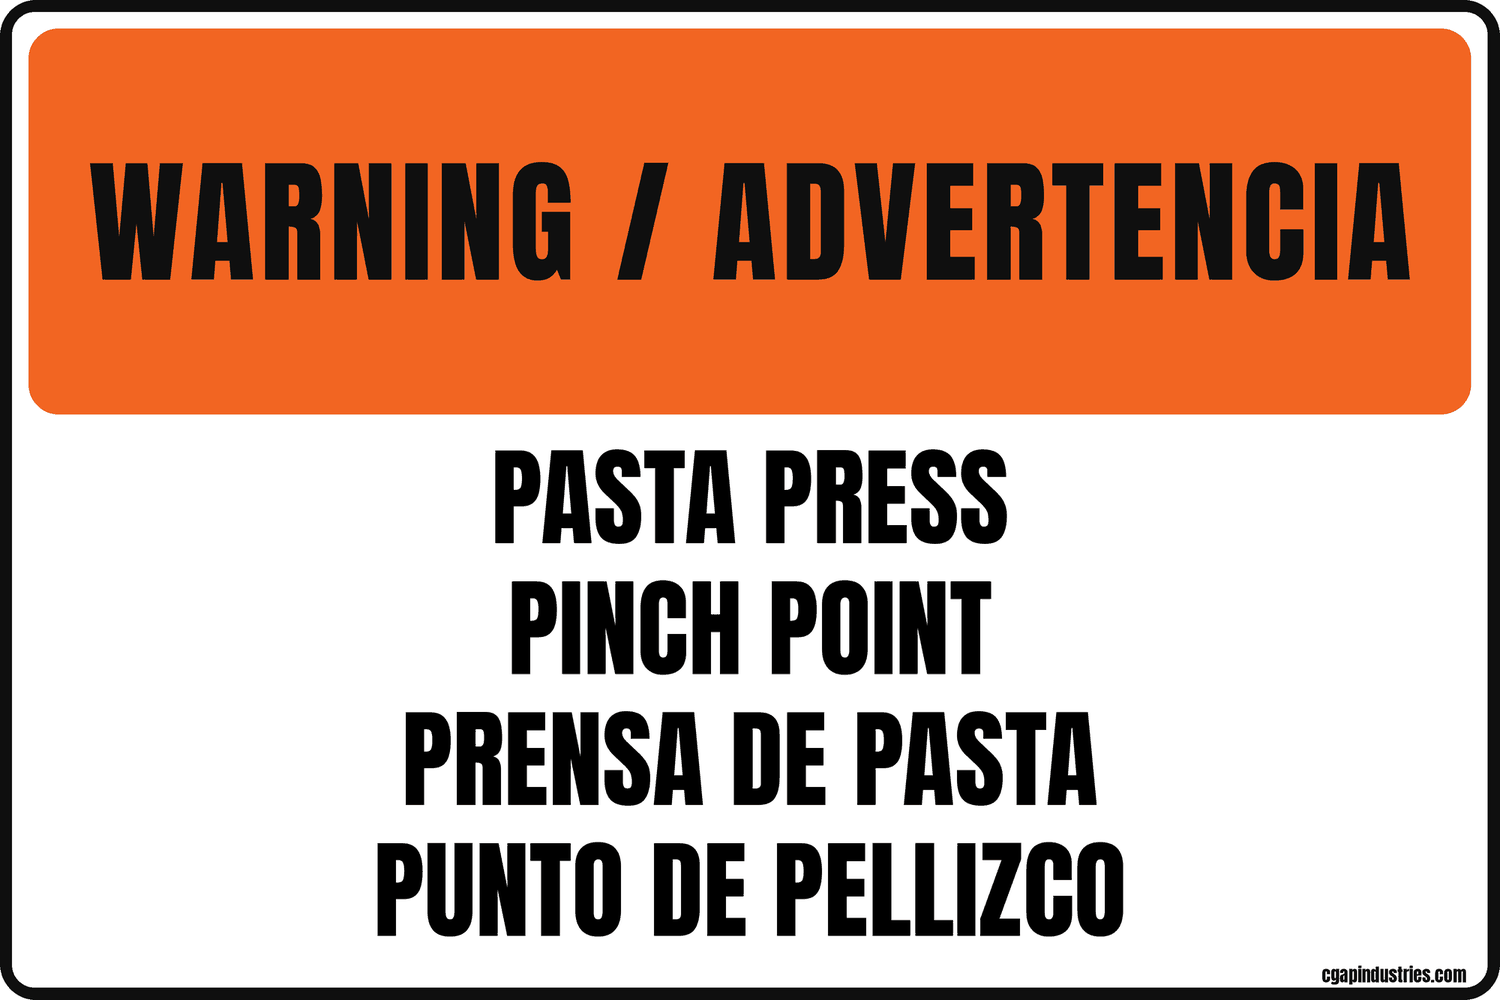 WARNING / ADVERTENCIA
PASTA PRESS
PINCH POINT
PRENSA DE PASTA
PUNTO DE PELLIZCO
cgapindustries.com